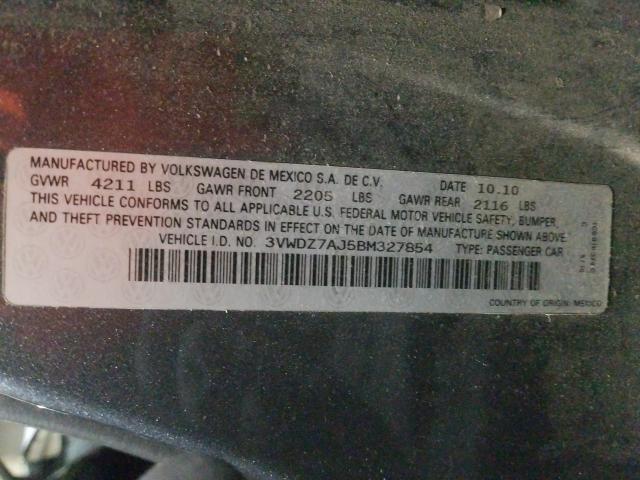 MANUFACTURED BY VOLKSWAGEN DE MEXICO S.A. DE C.V. DATE 10.10
GVWR 4211 LBS GAWR FRONT 2205 LBS GAWR REAR 2116 LBS
THIS VEHICLE CONFORMS TO ALL APPLICABLE U.S. FEDERAL MOTOR VEHICLE SAFETY, BUMPER,
AND THEFT PREVENTION STANDARDS IN EFFECT ON THE DATE OF MANUFACTURE SHOWN ABOVE.
VEHICLE I.D. NO. 3VWDZ7AJ5BM327854 TYPE: PASSENGER CAR
COUNTRY OF ORIGIN: MEXICO